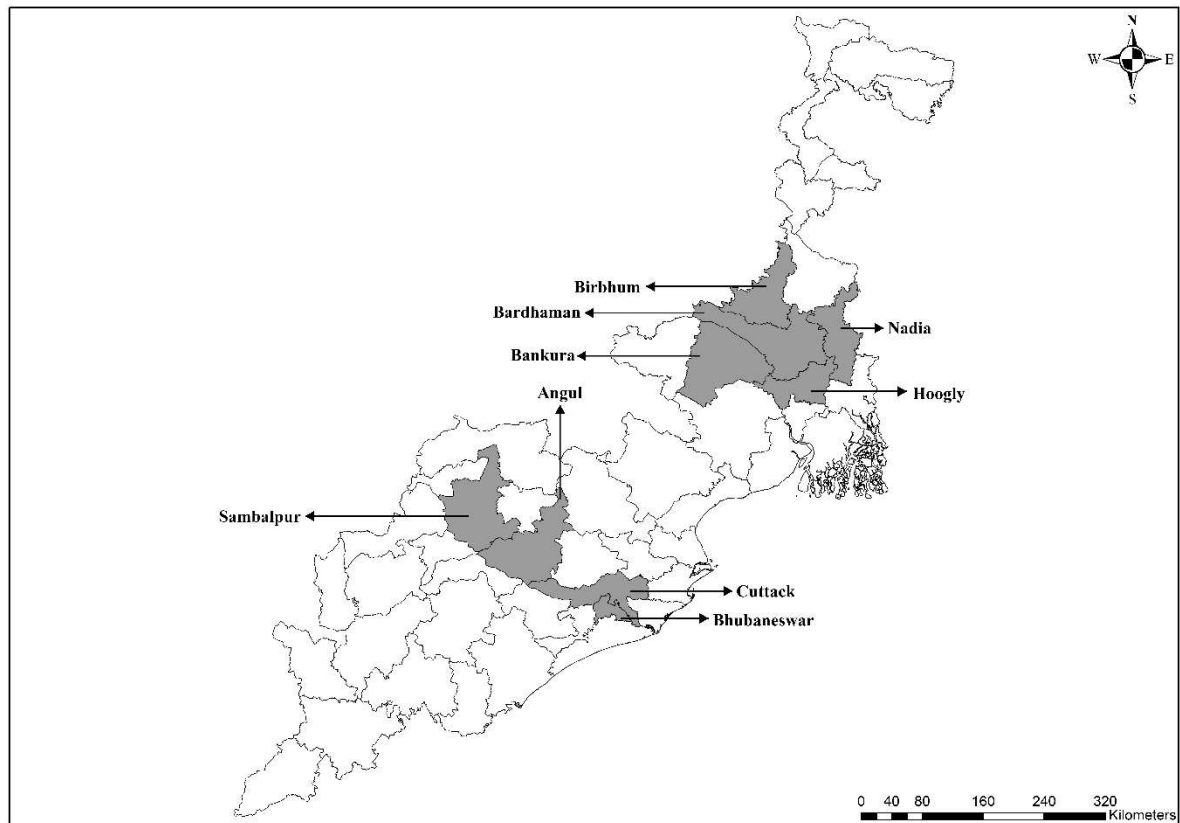 N
W E
S
Birbhum
Bardhaman
Nadia
Bankura
Angul
Hoogly
Sambalpur
Cuttack
Bhubaneswar
0 40 80 160 240 320
Kilometers